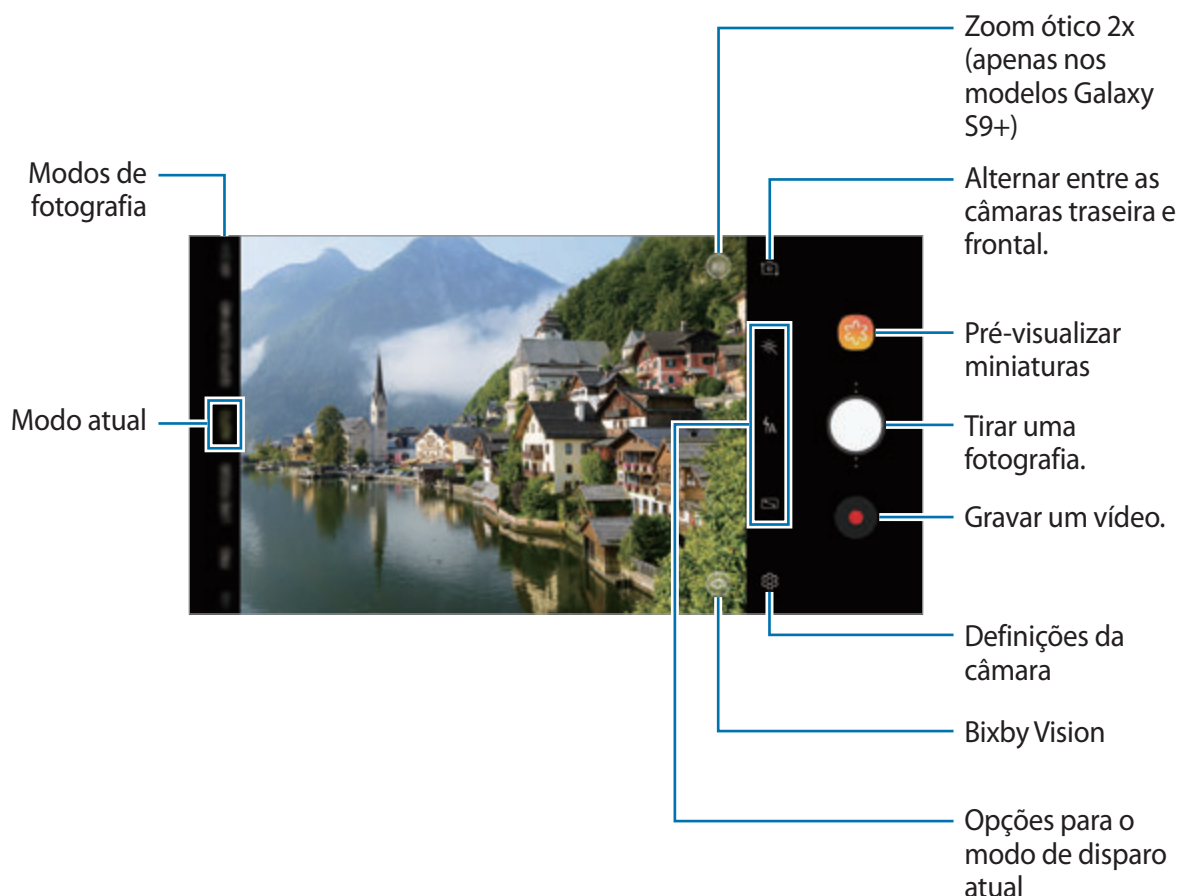 Zoom ótico 2x
(apenas nos
modelos Galaxy
S9+)
Modos de
fotografia
Alternar entre as
câmaras traseira e
frontal.
Pré-visualizar
miniaturas
Modo atual
Tirar uma
fotografia.
Gravar um vídeo.
Definições da
câmara
Bixby Vision
Opções para o
modo de disparo
atual